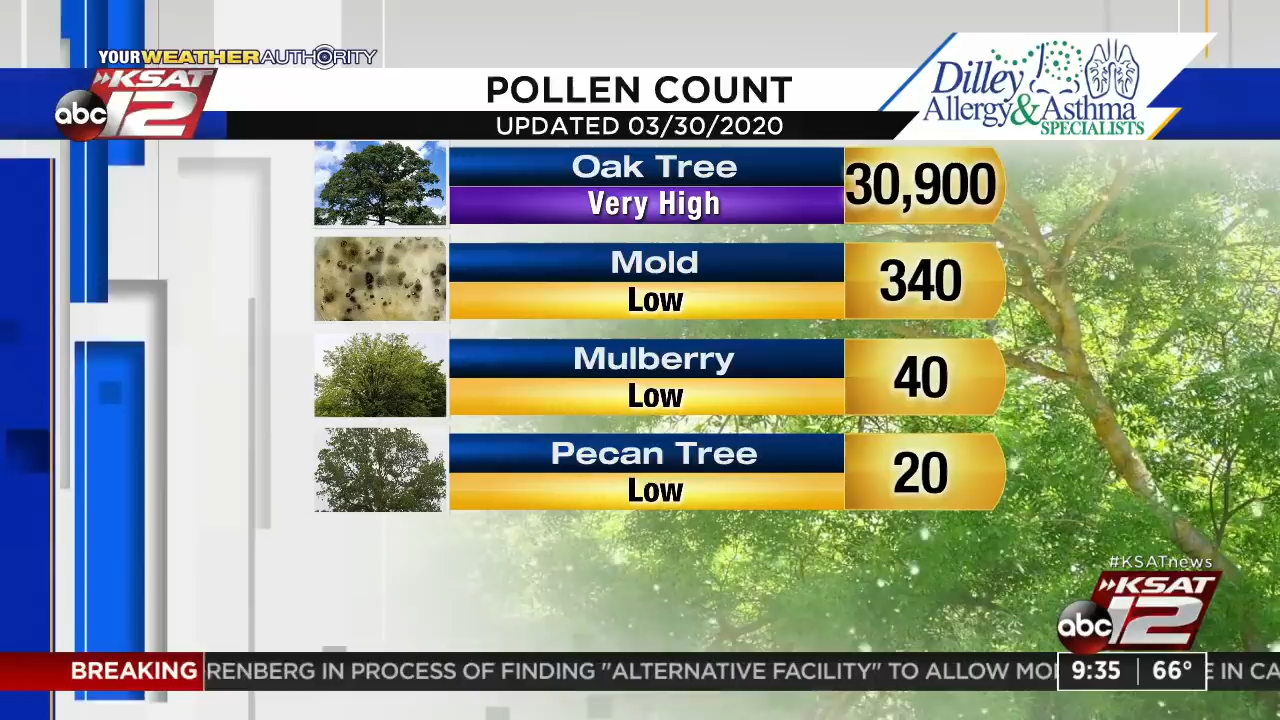 YOURWEATHERAUTHORITY
KSAT
abc 12
POLLEN COUNT
UPDATED 03/30/2020
Dilley
Allergy&Asthma
SPECIALISTS
Oak Tree
Very High
30,900
Mold
Low
340
Mulberry
Low
40
Pecan Tree
Low
20
#KSATnews
KSAT
abc 12
BREAKING RENBERG IN PROCESS OF FINDING "ALTERNATIVE FACILITY" TO ALLOW
9:35 66° IN